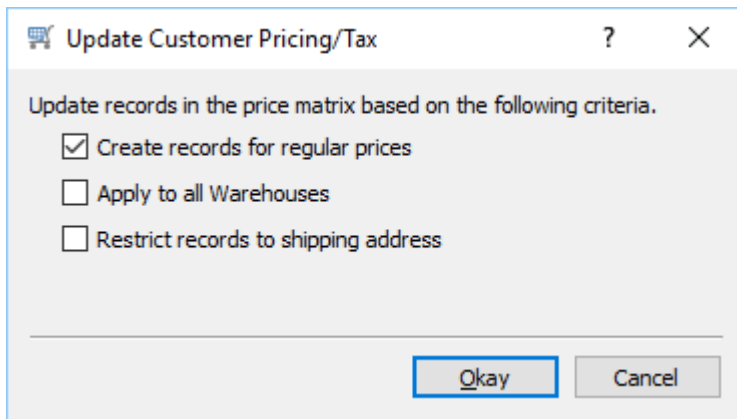 Update Customer Pricing/Tax ?
Update records in the price matrix based on the following criteria.
Create records for regular prices
Apply to all Warehouses
Restrict records to shipping address
Okay Cancel